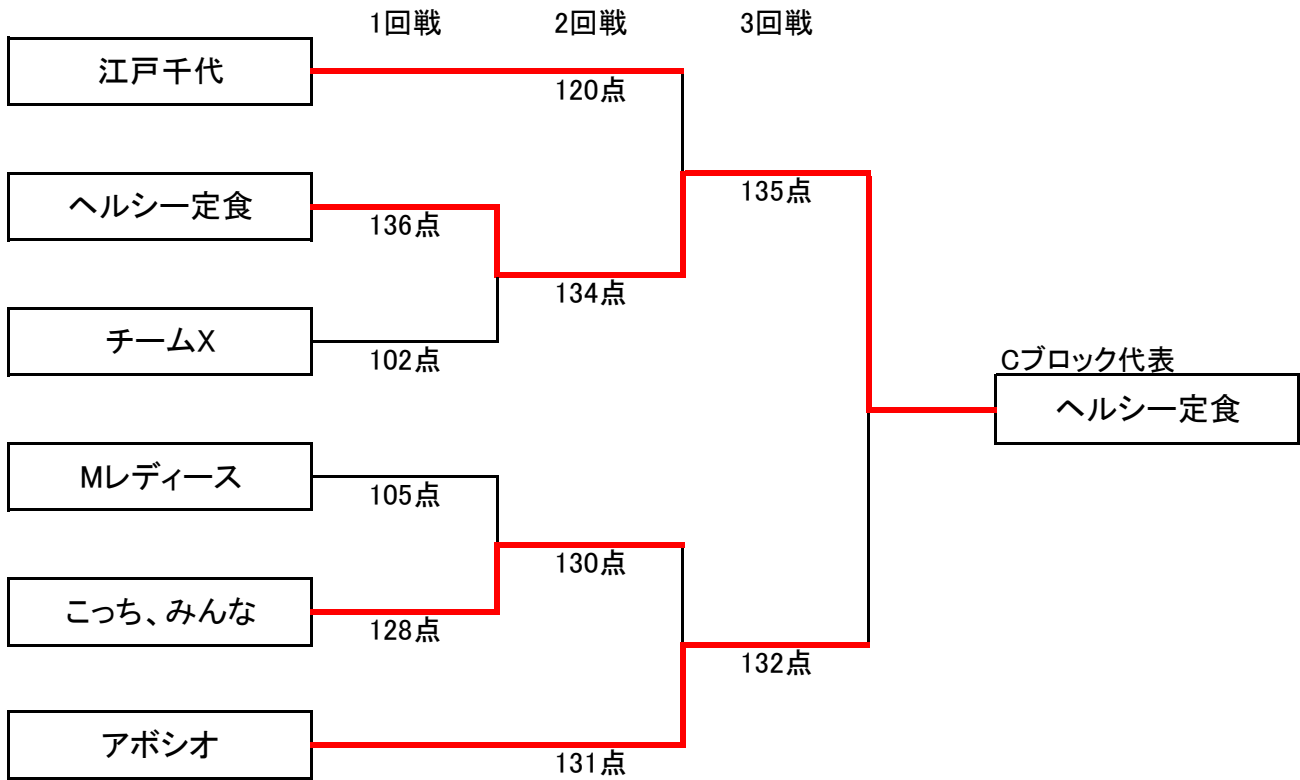 1回戦 2回戦 3回戦
江戸千代
120点
ヘルシー定食
136点
135点
134点
チームX
102点
Cブロック代表
ヘルシー定食
Mレディース
105点
130点
こっち、みんな
128点
132点
アボシオ
131点